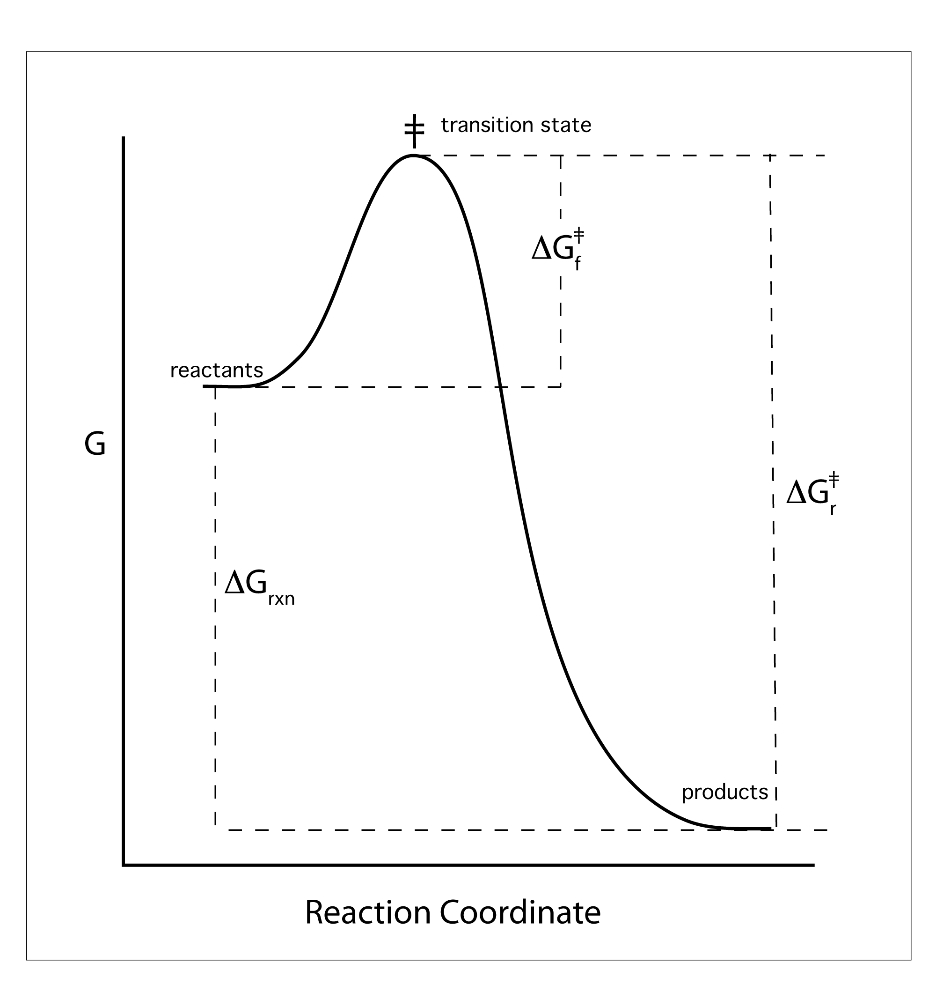 ‡ transition state
ΔG‡f
reactants
G
ΔG‡r
ΔGrxn
products
Reaction Coordinate